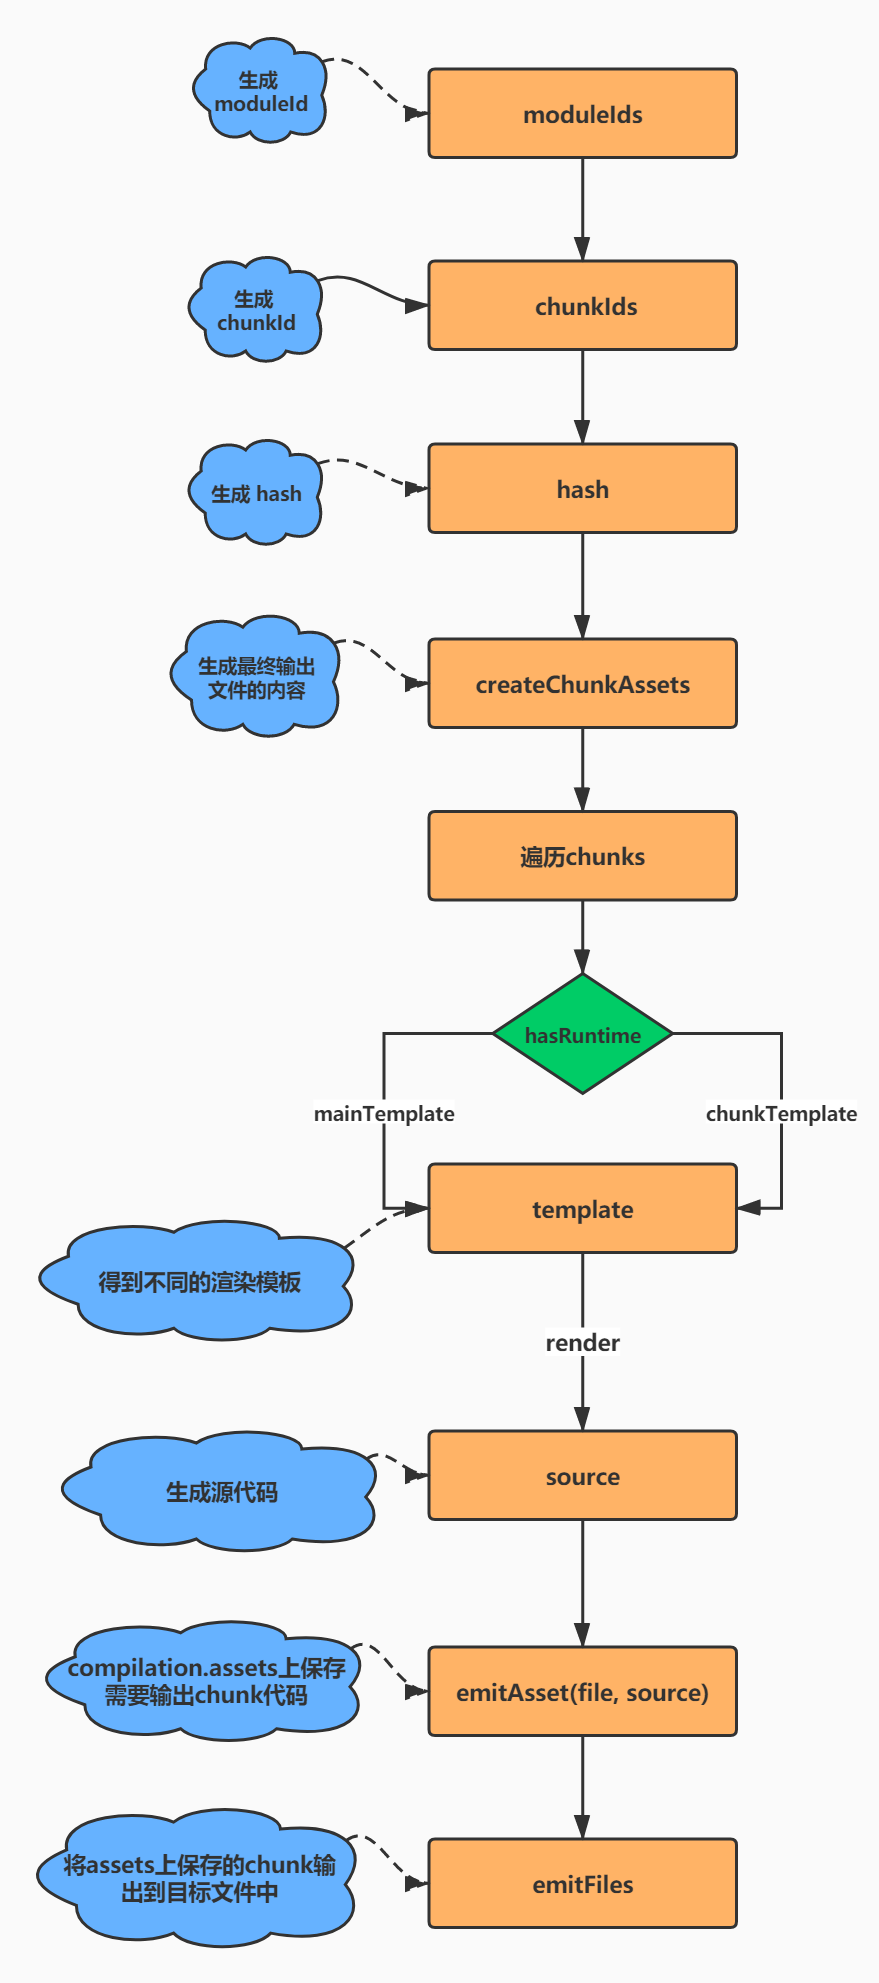 生成
moduleId
moduleIds
生成
chunkId
chunkIds
生成 hash
hash
生成最终输出
文件的内容
createChunkAssets
遍历chunks
hasRuntime
mainTemplate
chunkTemplate
template
得到不同的渲染模板
render
source
生成源代码
compilation.assets上保存
需要输出chunk代码
emitAsset(file, source)
将assets上保存的chunk输
出到目标文件中
emitFiles